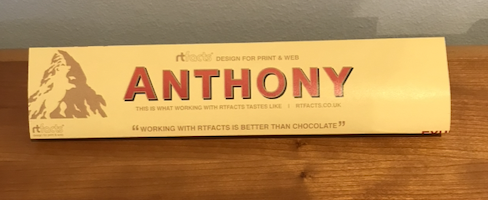 rtfacts® DESIGN FOR PRINT & WEB
ANTHONY
THIS IS WHAT WORKING WITH RTFACTS TASTES LIKE. | RTFACTS.CO.UK
rtfacts®
“WORKING WITH RTFACTS IS BETTER THAN CHOCOLATE”